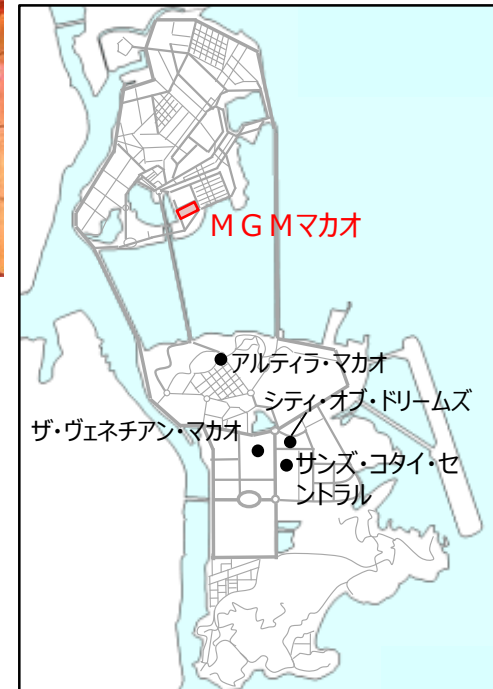 ＭＧＭマカオ
アルティラ・マカオ
シティ・オブ・ドリームズ
ザ・ヴェネチアン・マカオ
サンズ・コタイ・セ
ントラル